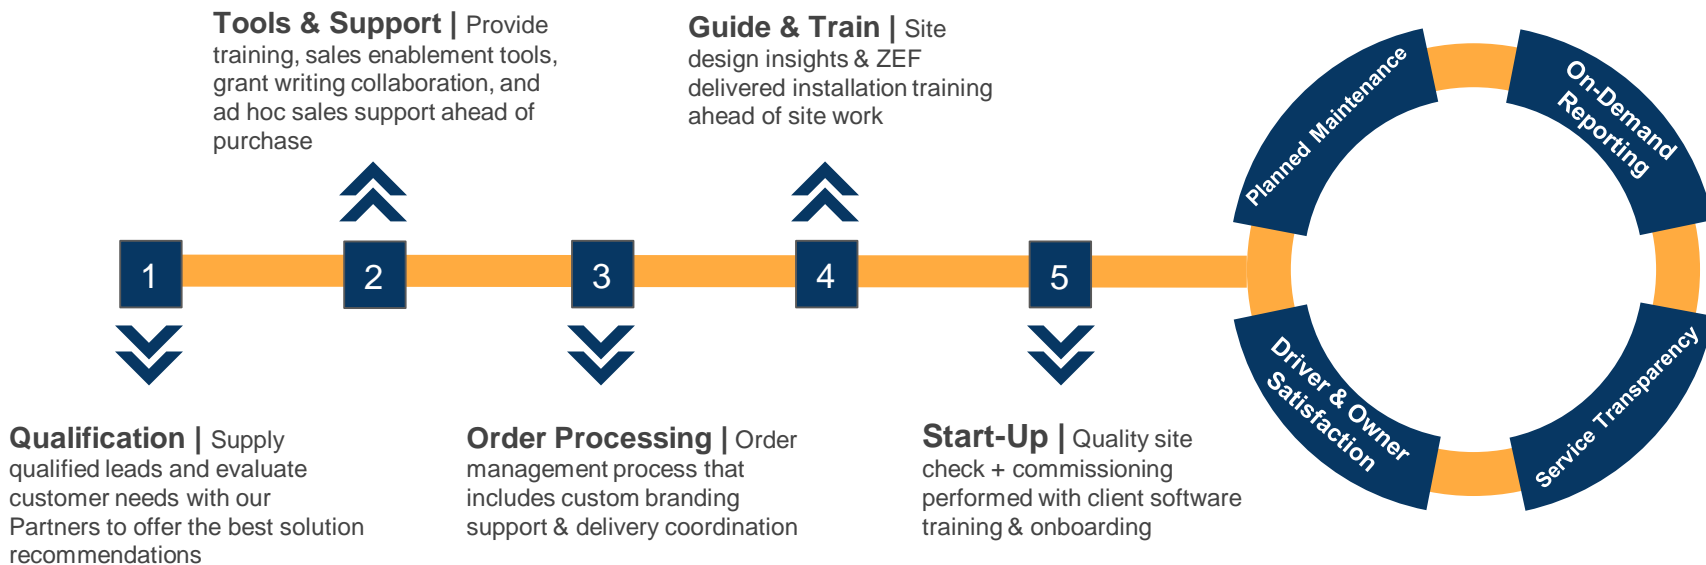 Tools & Support | Provide
training, sales enablement tools,
grant writing collaboration, and
ad hoc sales support ahead of
purchase
Guide & Train | Site
design insights & ZEF
delivered installation training
ahead of site work
1
2
3
4
5
Qualification | Supply
qualified leads and evaluate
customer needs with our
Partners to offer the best solution
recommendations
Order Processing | Order
management process that
includes custom branding
support & delivery coordination
Start-Up | Quality site
check + commissioning
performed with client software
training & onboarding
Planned Maintenance
On-Demand
Reporting
Service Transparency
Driver & Owner
Satisfaction